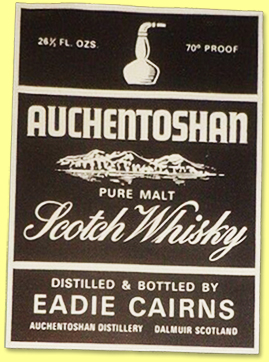 26⅔ FL. OZS. 70° PROOF
AUCHENTOSHAN
PURE MALT
Scotch Whisky
DISTILLED & BOTTLED BY
EADIE CAIRNS
AUCHENTOSHAN DISTILLERY DALMUIR SCOTLAND